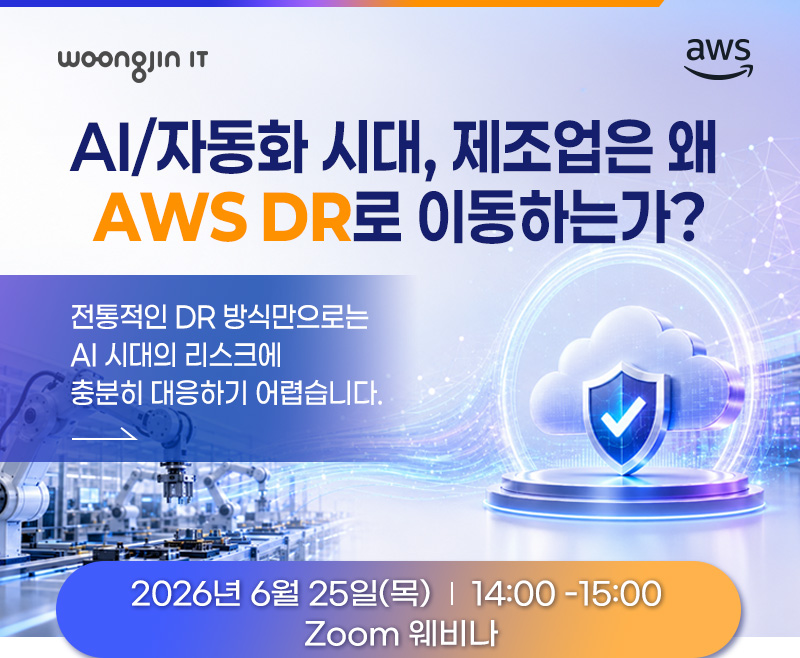 woongjin IT
aws
AI/자동화 시대, 제조업은 왜
AWS DR로 이동하는가?
전통적인 DR 방식만으로는
AI 시대의 리스크에
충분히 대응하기 어렵습니다.
2026년 6월 25일(목) | 14:00 -15:00
Zoom 웨비나